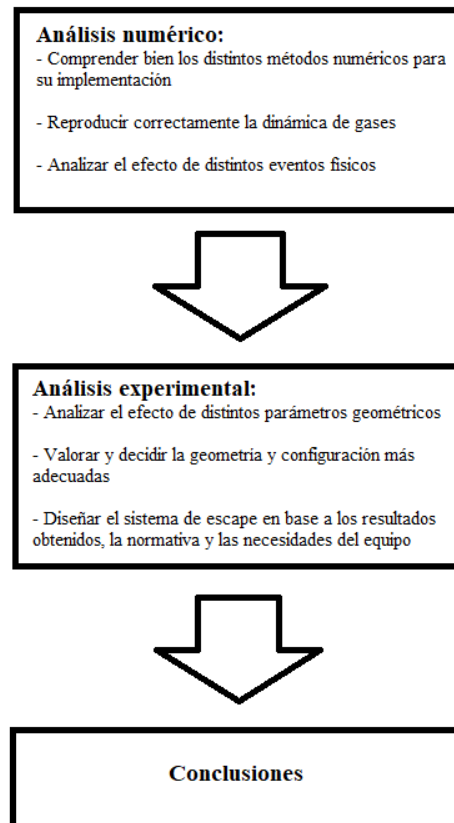 Análisis numérico:
- Comprender bien los distintos métodos numéricos para
su implementación
- Reproducir correctamente la dinámica de gases
- Analizar el efecto de distintos eventos físicos
Análisis experimental:
- Analizar el efecto de distintos parámetros geométricos
- Valorar y decidir la geometria y configuración más
adecuadas
- Diseñar el sistema de escape en base a los resultados
obtenidos, la normativa y las necesidades del equipo
Conclusiones